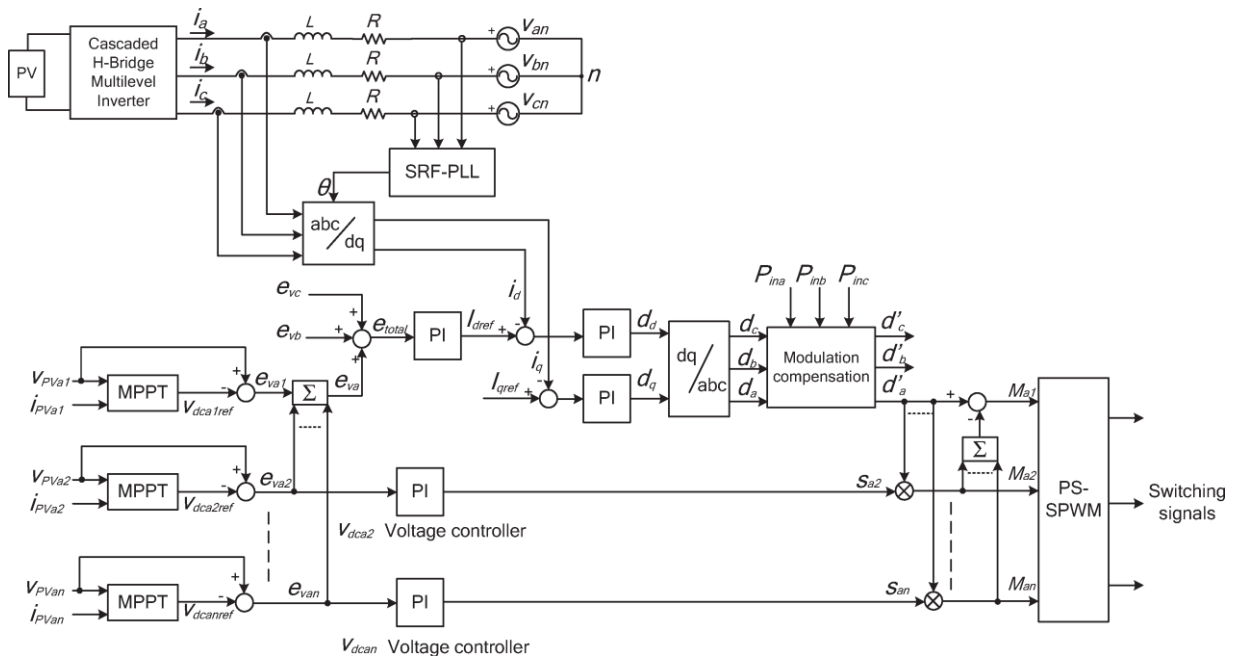 i_a
L
R
+
v_an
Cascaded
H-Bridge
Multilevel
Inverter
PV
i_b
L
R
+
v_bn
n
i_c
L
R
+
v_cn
SRF-PLL
θ
abc
dq
e_vc
+
e_vb
+
e_total
+
PI
I_dref
+
-
i_d
PI
d_d
i_q
-
I_qref
+
PI
d_q
dq
abc
d_c
d_b
d_a
P_ina
P_inb
P_inc
Modulation
compensation
d'_c
d'_b
d'_a
v_PVa1
i_PVa1
MPPT
v_dca1ref
+
-
e_va1
Σ
e_va
+
-
Σ
M_a1
v_PVa2
i_PVa2
MPPT
v_dca2ref
+
-
e_va2
PI
v_dca2 Voltage controller
s_a2
M_a2
PS-
SPWM
Switching
signals
v_PVan
i_PVan
MPPT
v_dcanref
+
-
e_van
PI
v_dcan Voltage controller
s_an
M_an